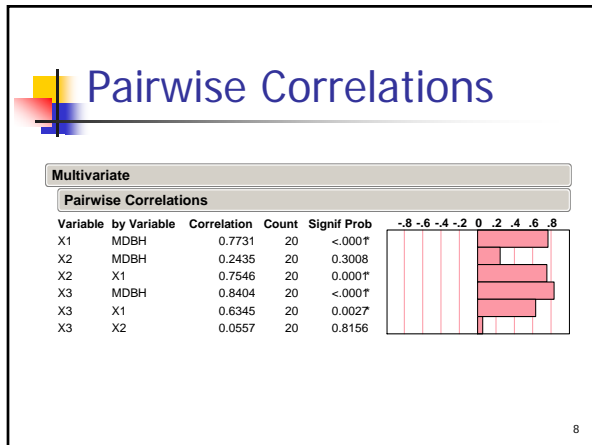 Pairwise Correlations
Multivariate
Pairwise Correlations
Variable by Variable Correlation Count Signif Prob -.8 -.6 -.4 -.2 0 .2 .4 .6 .8
X1 MDBH 0.7731 20 <.0001*
X2 MDBH 0.2435 20 0.3008
X2 X1 0.7546 20 0.0001*
X3 MDBH 0.8404 20 <.0001*
X3 X1 0.6345 20 0.0027*
X3 X2 0.0557 20 0.8156
8